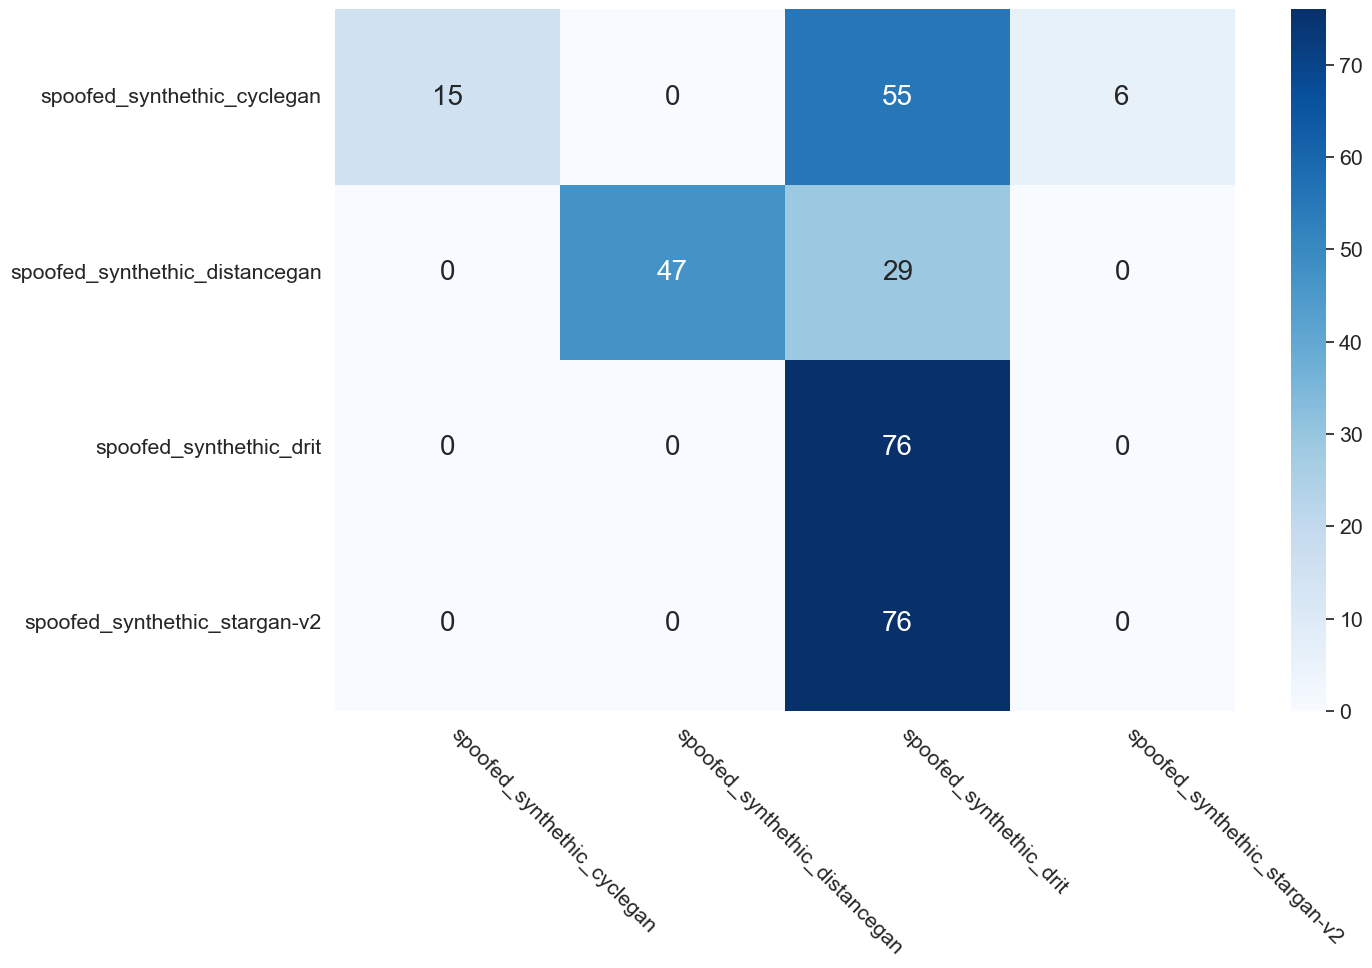 spoofed_synthethic_cyclegan
15 0 55 6
spoofed_synthethic_distancegan
0 47 29 0
spoofed_synthethic_drit
0 0 76 0
spoofed_synthethic_stargan-v2
0 0 76 0
spoofed_synthethic_cyclegan
spoofed_synthethic_distancegan
spoofed_synthethic_drit
spoofed_synthethic_stargan-v2
70
60
50
40
30
20
10
0